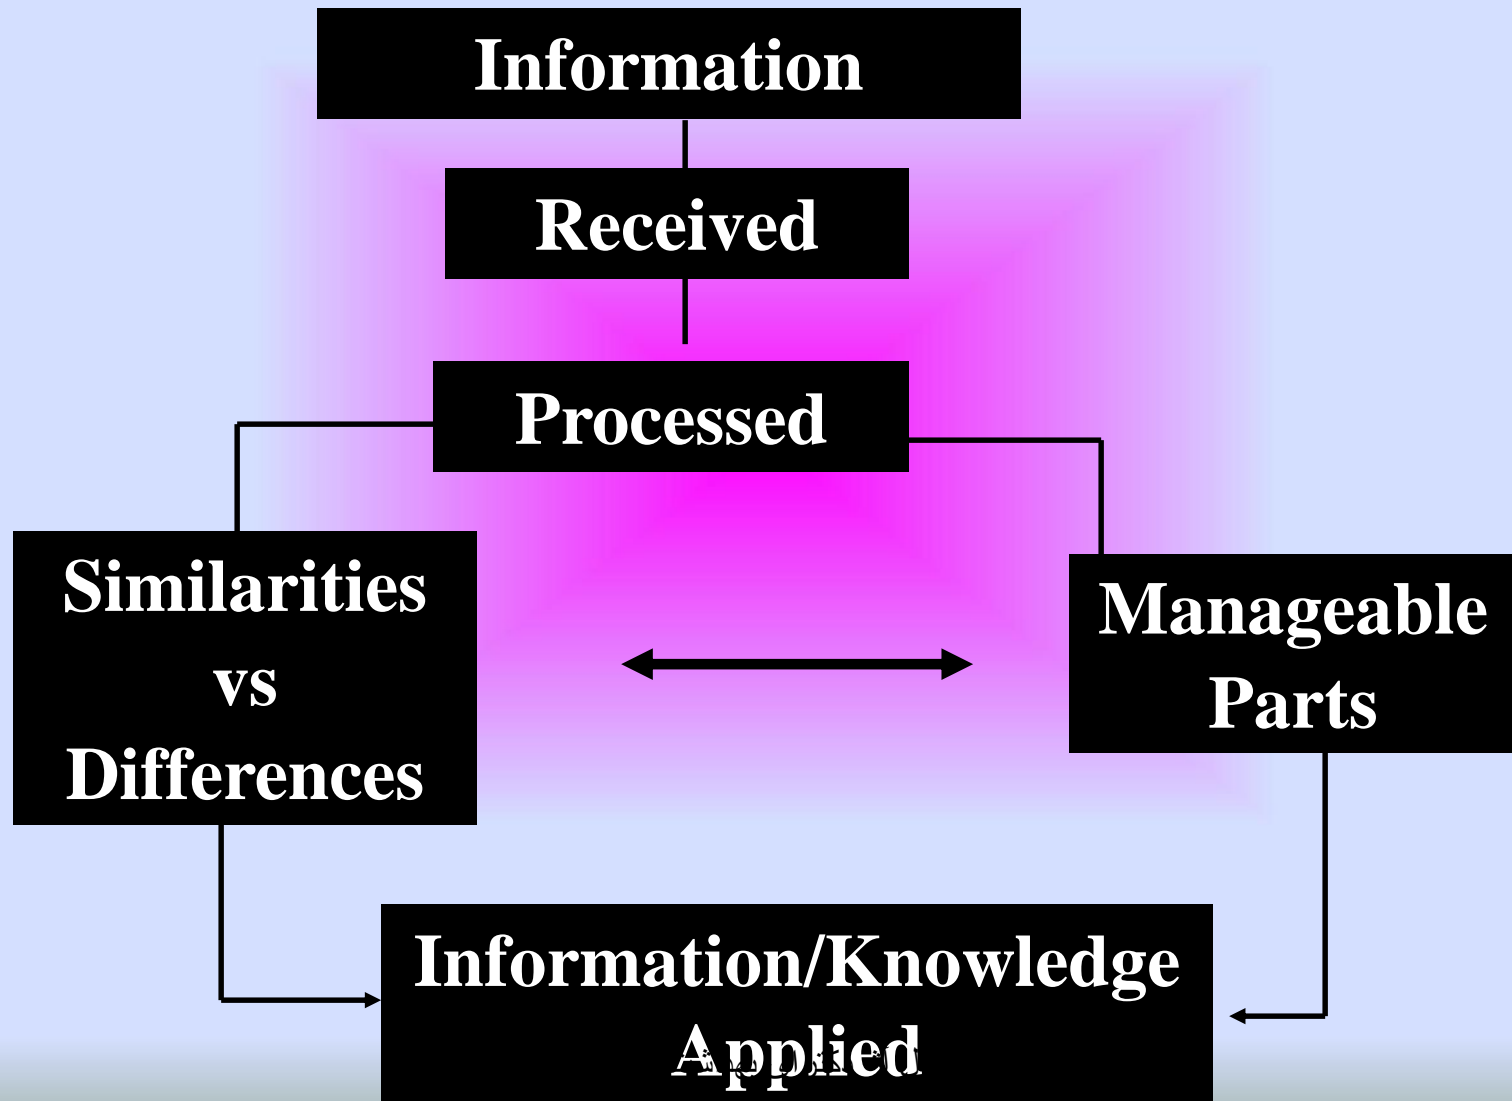 Information
Received
Processed
Similarities
vs
Differences
Manageable
Parts
Information/Knowledge
Applied